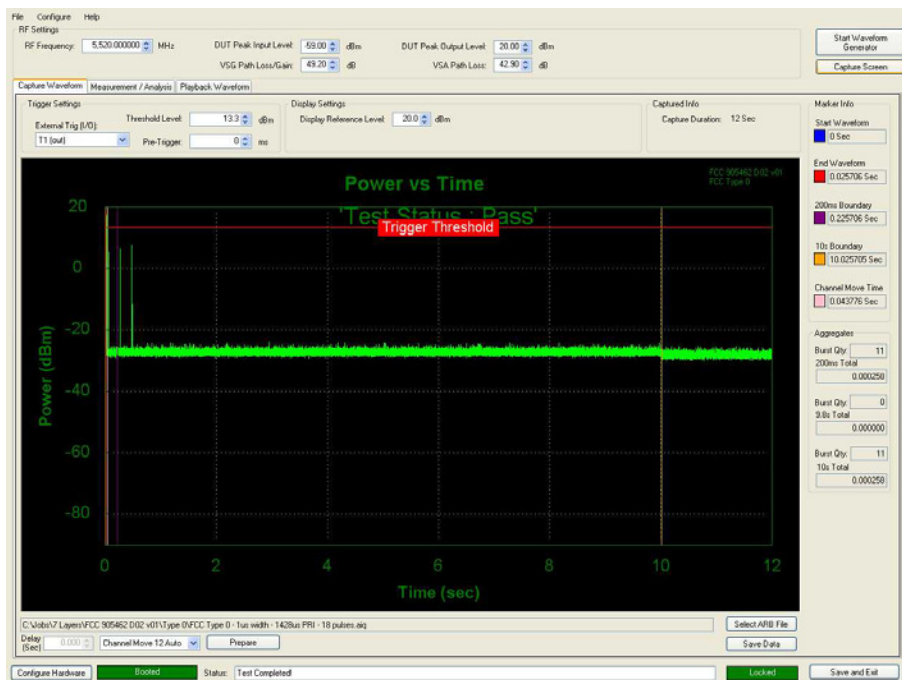 File Configure Help
RF Settings
RF Frequency: 5,520.000000 MHz DUT Peak Input Level: -59.00 dBm DUT Peak Output Level: 20.00 dBm
VSG Path Loss/Gain: 49.20 dB VSA Path Loss: 42.90 dB
Start Waveform Generator
Capture Screen
Capture Waveform Measurement / Analysis Playback Waveform
Trigger Settings
External Trig (I/O): Threshold Level: 13.3 dBm
T1 (out) Pre-Trigger: 0 ms
Display Settings
Display Reference Level: 20.0 dBm
Captured Info
Capture Duration: 12 Sec
Marker Info
Start Waveform
0 Sec
End Waveform
0.025706 Sec
200ms Boundary
0.225706 Sec
10s Boundary
10.025705 Sec
Channel Move Time
0.043776 Sec
Aggregates
Burst Qty: 11
200ms Total
0.000258
Burst Qty: 0
9.8s Total
0.000000
Burst Qty: 11
10s Total
0.000258
FCC 905462 D02 v01
FCC Type 0
Power vs Time
'Test Status : Pass'
Trigger Threshold
Power (dBm)
20
0
-20
-40
-60
-80
0 2 4 6 8 10 12
Time (sec)
C:\Jobs\7 Layers\FCC 905462 D02 v01\Type 0\FCC Type 0 - 1us width - 1428us PRI - 18 pulses.aiq
Select ARB File
Delay (Sec) 0.000 Channel Move 12 Auto Prepare
Save Data
Configure Hardware Booted Status: Test Completed Locked Save and Exit